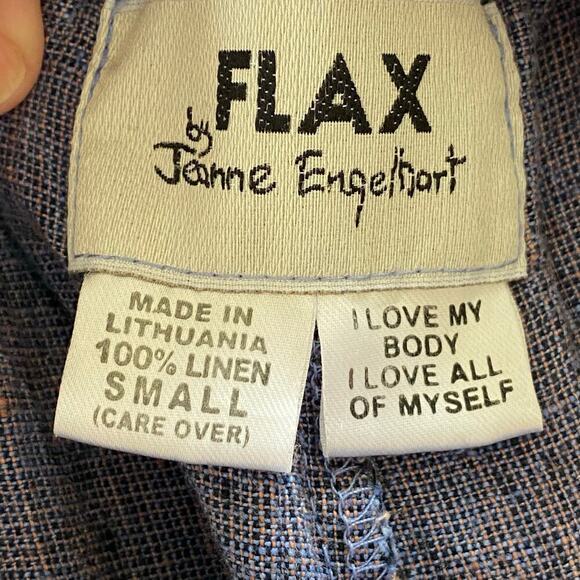 FLAX
by
Jeanne Engelhart
MADE IN
LITHUANIA
100% LINEN
SMALL
(CARE OVER)
I LOVE MY
BODY
I LOVE ALL
OF MYSELF